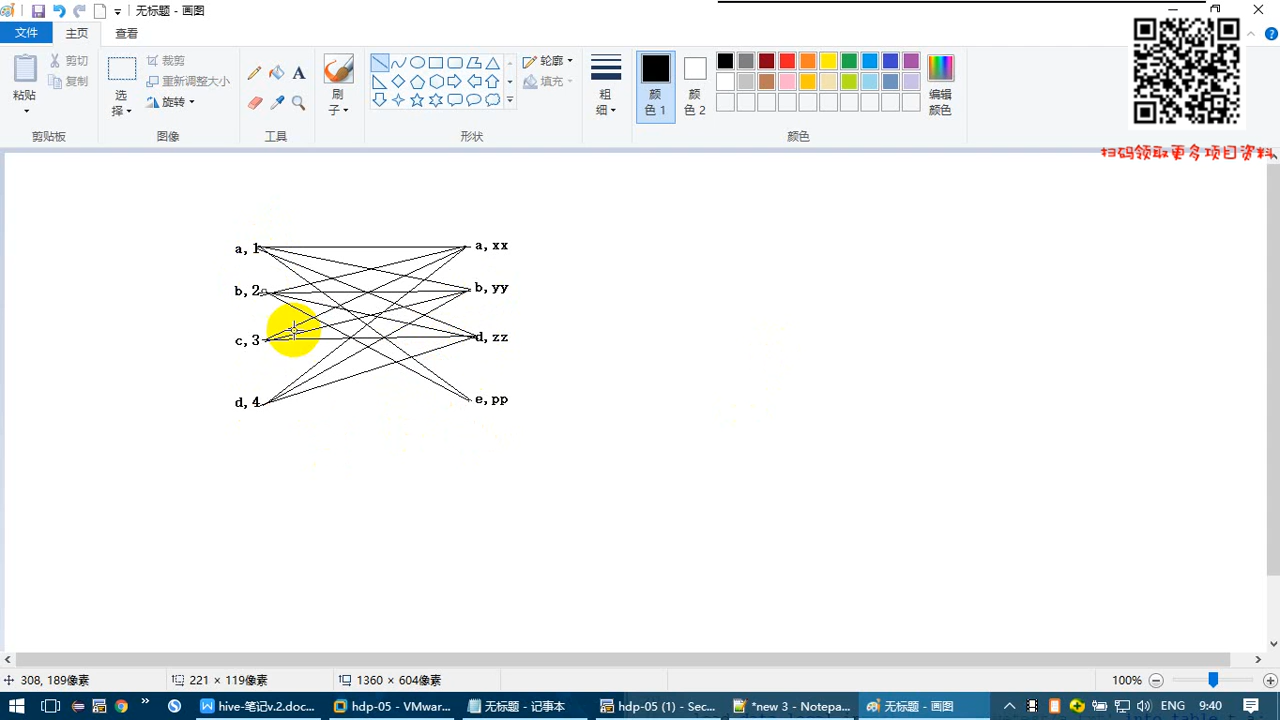 无标题 - 画图
文件 主页 查看
粘贴
剪切
复制
剪贴板
选择
裁剪
重新调整大小
旋转
图像
A
工具
刷子
轮廓
填充
形状
粗细
颜色 1
颜色 2
编辑颜色
颜色
扫码领取更多项目资料
a,1 a,xx
b,2 b,yy
c,3 d,zz
d,4 e,pp
308, 189像素 221 × 119像素 1360 × 604像素 100%
hive-笔记v.2.doc... hdp-05 - VMwar... 无标题 - 记事本 hdp-05 (1) - Sec... *new 3 - Notepa... 无标题 - 画图 ENG 9:40